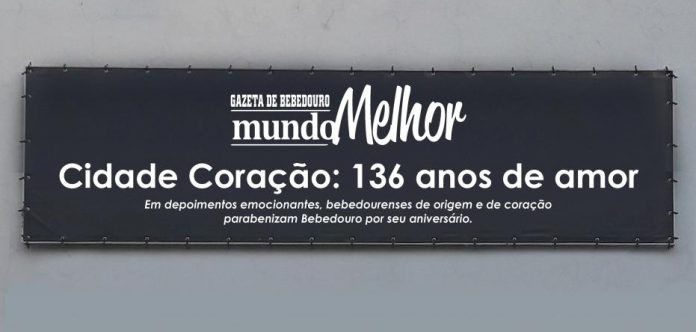 GAZETA DE BEBEDOURO
mundo Melhor
Cidade Coração: 136 anos de amor
Em depoimentos emocionantes, bebedourenses de origem e de coração
parabenizam Bebedouro por seu aniversário.